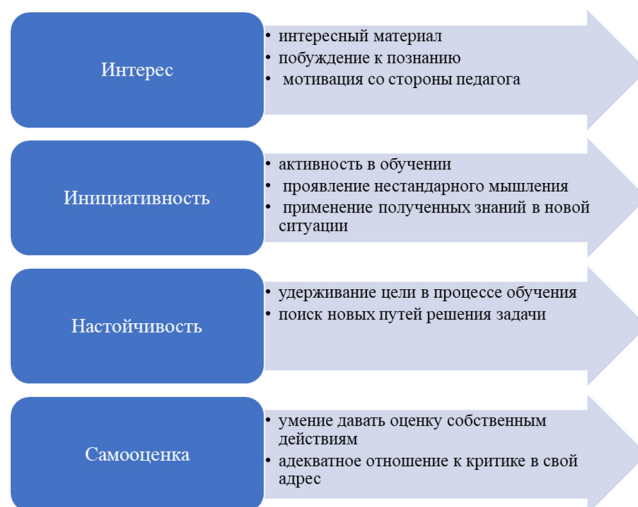 Интерес
• интересный материал
• побуждение к познанию
• мотивация со стороны педагога
Инициативность
• активность в обучении
• проявление нестандарного мышления
• применение полученных знаний в новой
ситуации
Настойчивость
• удерживание цели в процессе обучения
• поиск новых путей решения задачи
Самооценка
• умение давать оценку собственным
действиям
• адекватное отношение к критике в свой
адрес